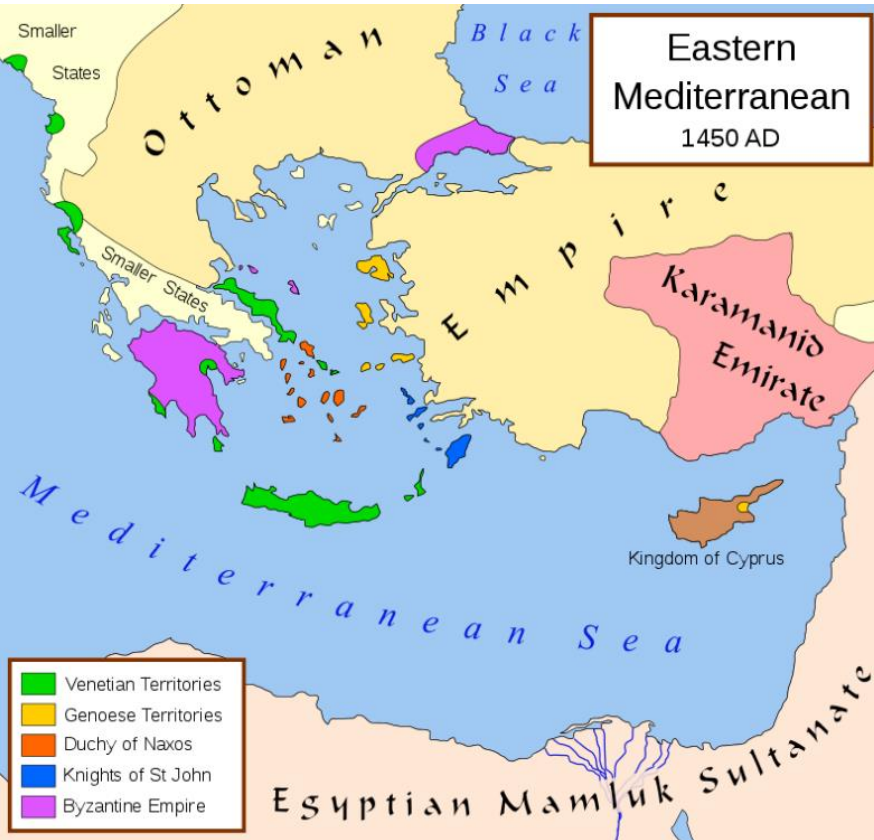 Smaller
States
Ottoman
Empire
Black
Sea
Eastern
Mediterranean
1450 AD
Smaller States
Karamanid
Emirate
Mediterranean Sea
Kingdom of Cyprus
Venetian Territories
Genoese Territories
Duchy of Naxos
Knights of St John
Byzantine Empire
Egyptian Mamluk Sultanate